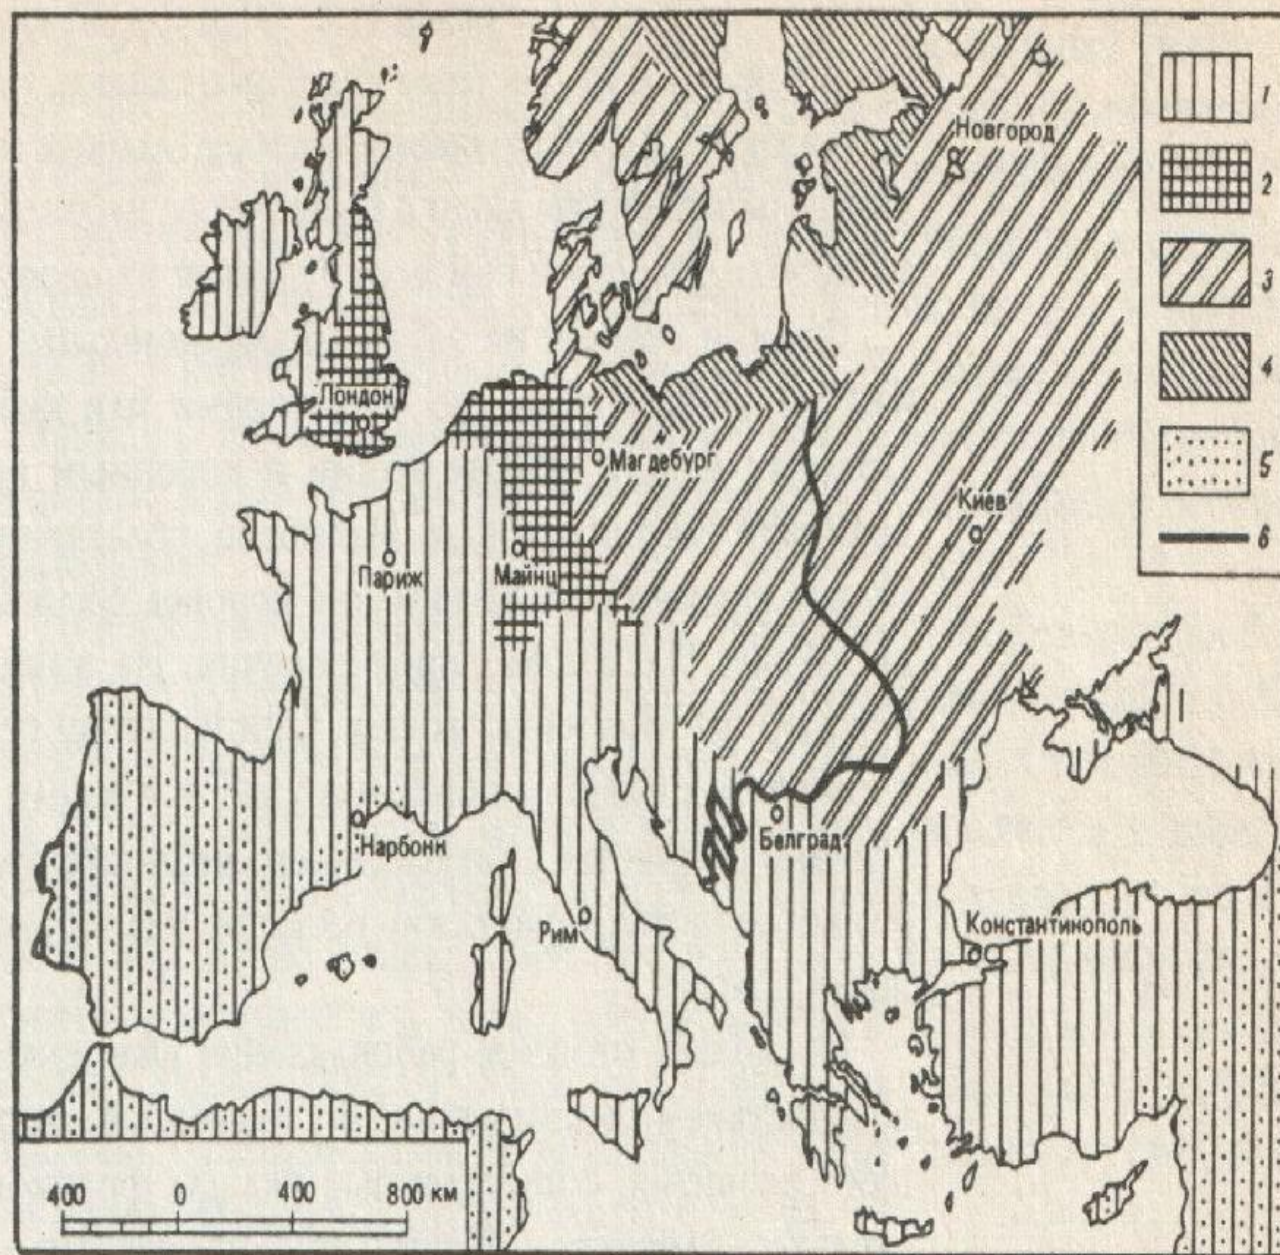 1
Новгород
2
3
4
Лондон
Магдебург
5
Киев
6
Париж
Майнц
Нарбонн
Белград
Рим
Константинополь
400 0 400 800 км